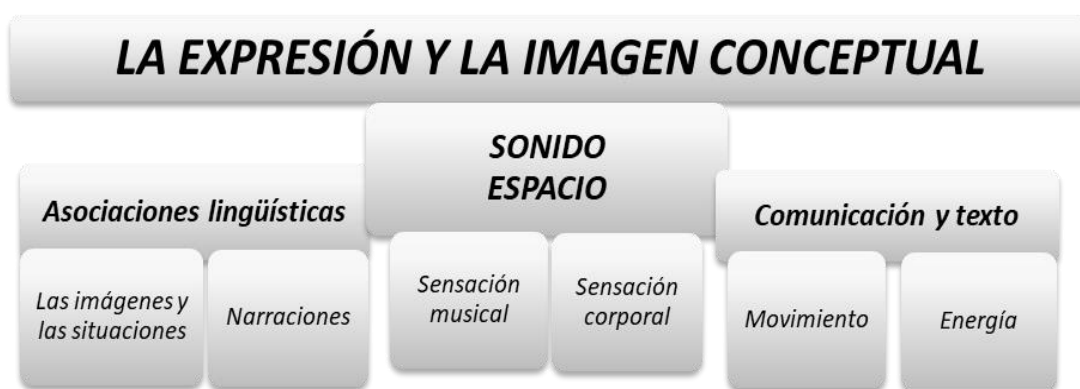 LA EXPRESIÓN Y LA IMAGEN CONCEPTUAL
SONIDO
ESPACIO
Asociaciones lingüísticas
Comunicación y texto
Las imágenes y
las situaciones
Narraciones
Sensación
musical
Sensación
corporal
Movimiento
Energía